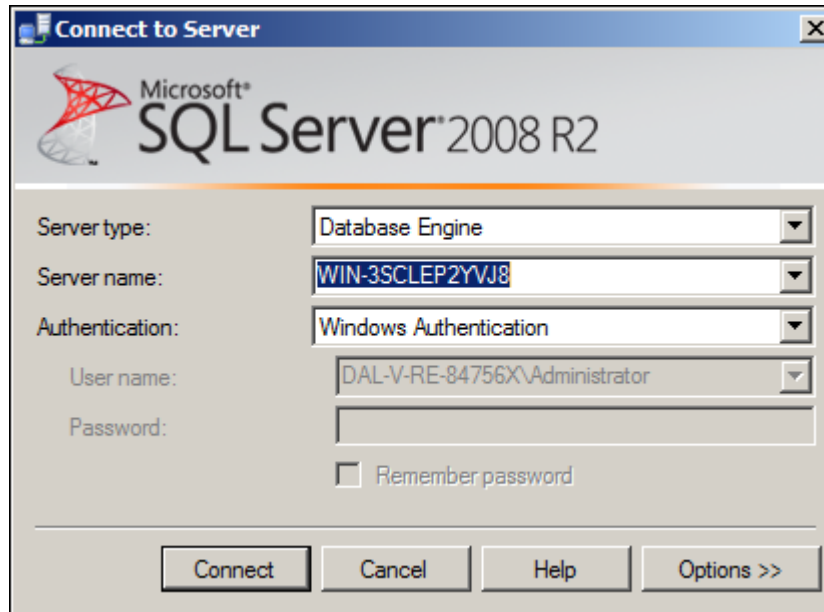 Connect to Server
Microsoft®
SQL Server® 2008 R2
Server type: Database Engine
Server name: WIN-3SCLEP2YVJ8
Authentication: Windows Authentication
User name: DAL-V-RE-84756X\Administrator
Password:
Remember password
Connect Cancel Help Options >>